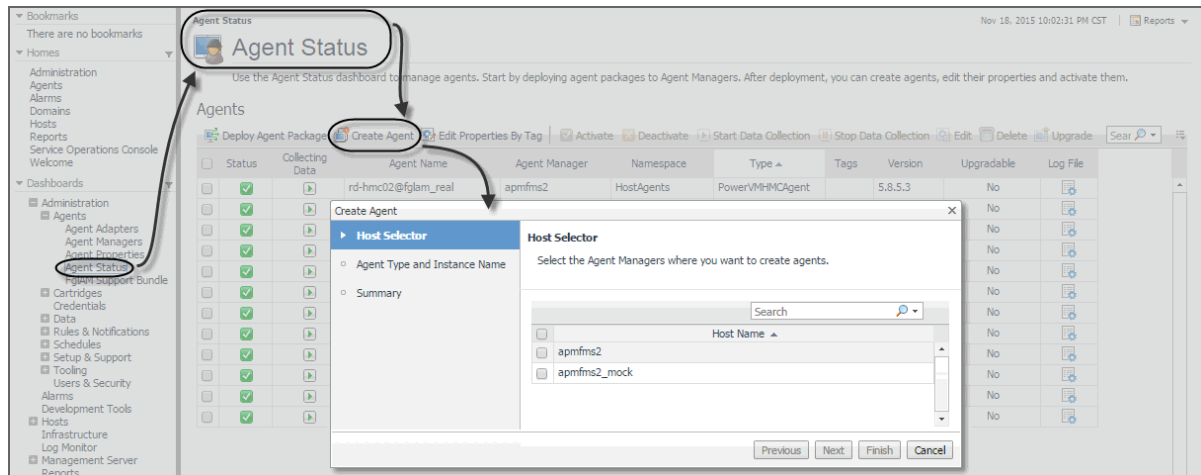 Bookmarks
There are no bookmarks
Homes
Administration
Agents
Alarms
Domains
Hosts
Reports
Service Operations Console
Welcome
Dashboards
Administration
Agents
Agent Adapters
Agent Managers
Agent Properties
Agent Status
FglAM Support Bundle
Cartridges
Credentials
Data
Rules & Notifications
Schedules
Setup & Support
Tooling
Users & Security
Alarms
Development Tools
Hosts
Infrastructure
Log Monitor
Management Server
Reports
Agent Status
Nov 18, 2015 10:02:31 PM CST
Reports
Agent Status
Use the Agent Status dashboard to manage agents. Start by deploying agent packages to Agent Managers. After deployment, you can create agents, edit their properties and activate them.
Agents
Deploy Agent Package Create Agent Edit Properties By Tag Activate Deactivate Start Data Collection Stop Data Collection Edit Delete Upgrade Sear
Status Collecting Data Agent Name Agent Manager Namespace Type Tags Version Upgradable Log File
rd-hmc02@fglam_real apmfms2 HostAgents PowerVMHMCAgent 5.8.5.3 No
No
No
No
No
No
No
No
No
No
No
No
Create Agent
Host Selector
Agent Type and Instance Name
Summary
Host Selector
Select the Agent Managers where you want to create agents.
Search
Host Name
apmfms2
apmfms2_mock
Previous Next Finish Cancel